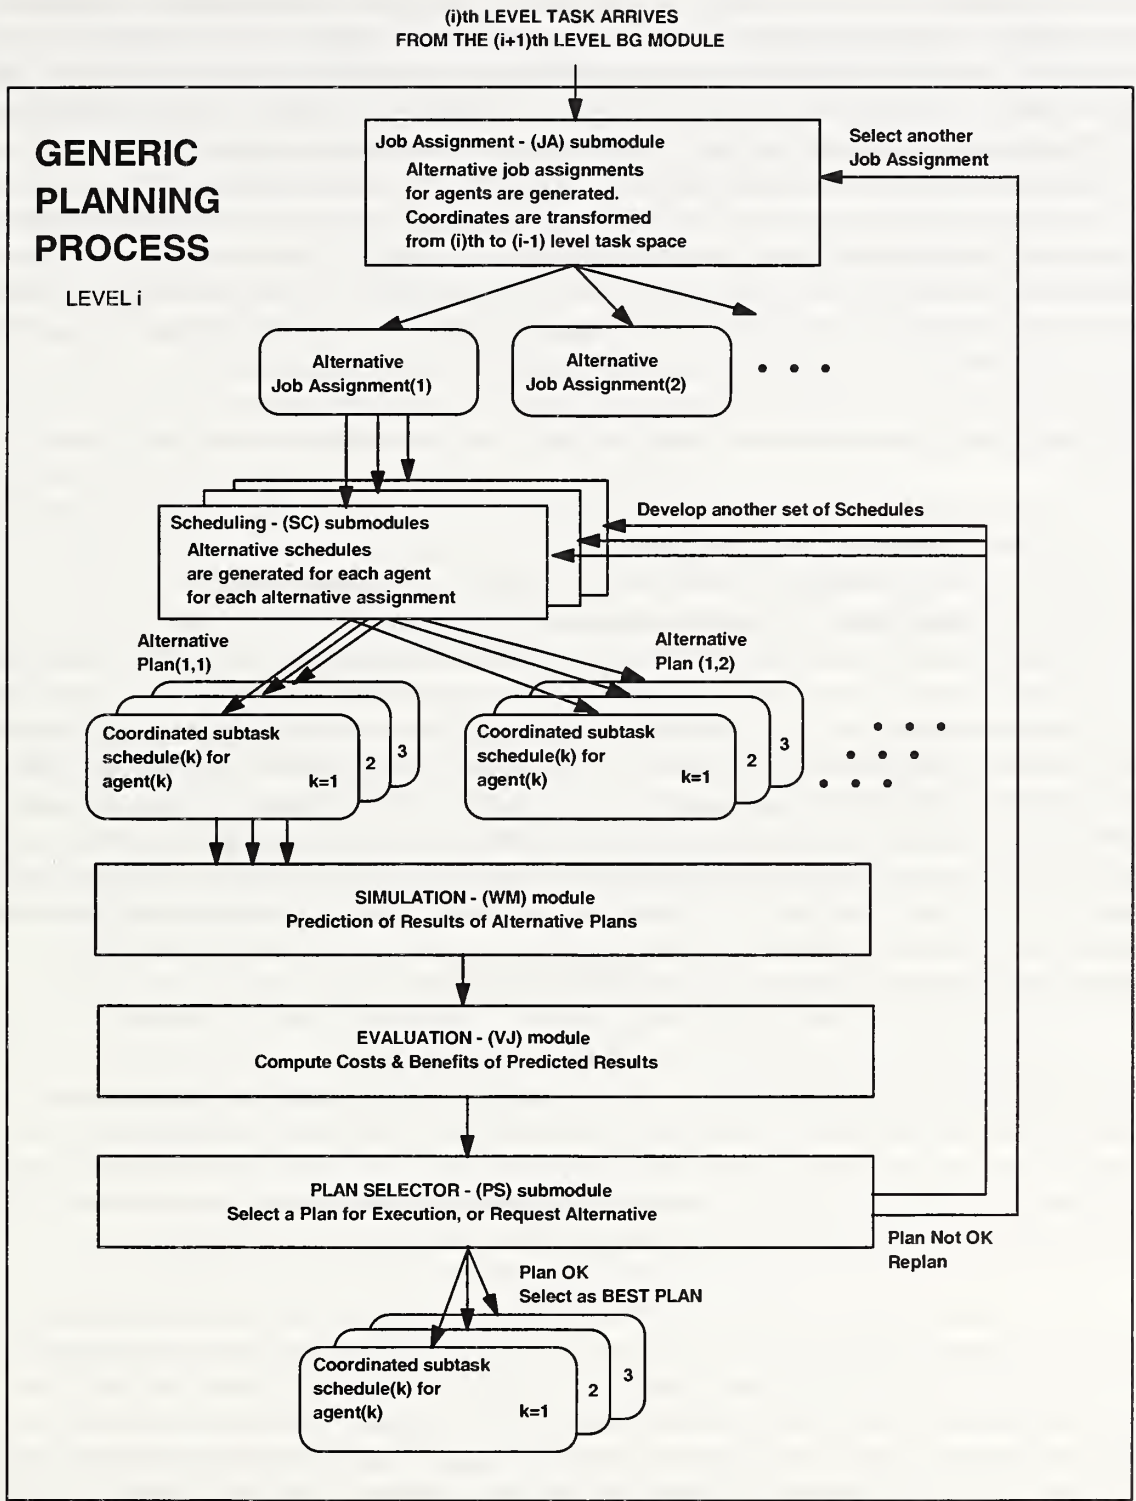 (i)th LEVEL TASK ARRIVES
FROM THE (i+1)th LEVEL BG MODULE
GENERIC
PLANNING
PROCESS
LEVEL i
Job Assignment - (JA) submodule
Alternative job assignments
for agents are generated.
Coordinates are transformed
from (i)th to (i-1) level task space
Select another
Job Assignment
Alternative
Job Assignment(1)
Alternative
Job Assignment(2)
Scheduling - (SC) submodules
Alternative schedules
are generated for each agent
for each alternative assignment
Develop another set of Schedules
Alternative
Plan(1,1)
Alternative
Plan (1,2)
Coordinated subtask
schedule(k) for
agent(k)
k=1
2
3
Coordinated subtask
schedule(k) for
agent(k)
k=1
2
3
SIMULATION - (WM) module
Prediction of Results of Alternative Plans
EVALUATION - (VJ) module
Compute Costs & Benefits of Predicted Results
PLAN SELECTOR - (PS) submodule
Select a Plan for Execution, or Request Alternative
Plan Not OK
Replan
Plan OK
Select as BEST PLAN
Coordinated subtask
schedule(k) for
agent(k)
k=1
2
3